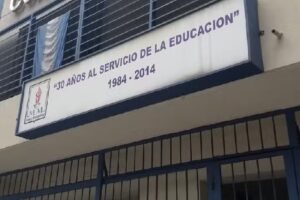 "30 AÑOS AL SERVICIO DE LA EDUCACION"
1984 - 2014